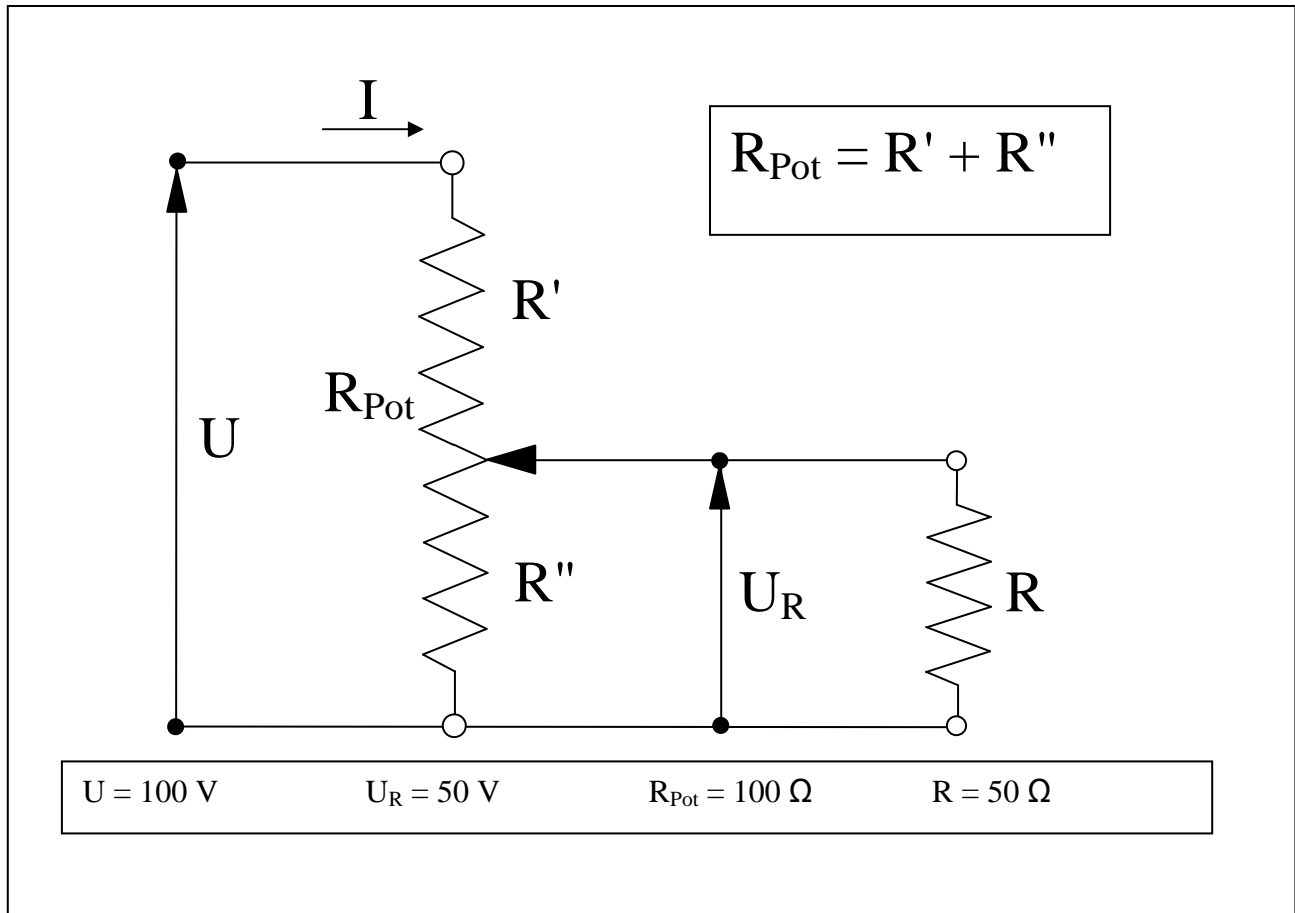 I
R_Pot = R' + R"
R'
R_Pot
U
R"
U_R
R
U = 100 V U_R = 50 V R_Pot = 100 Ω R = 50 Ω